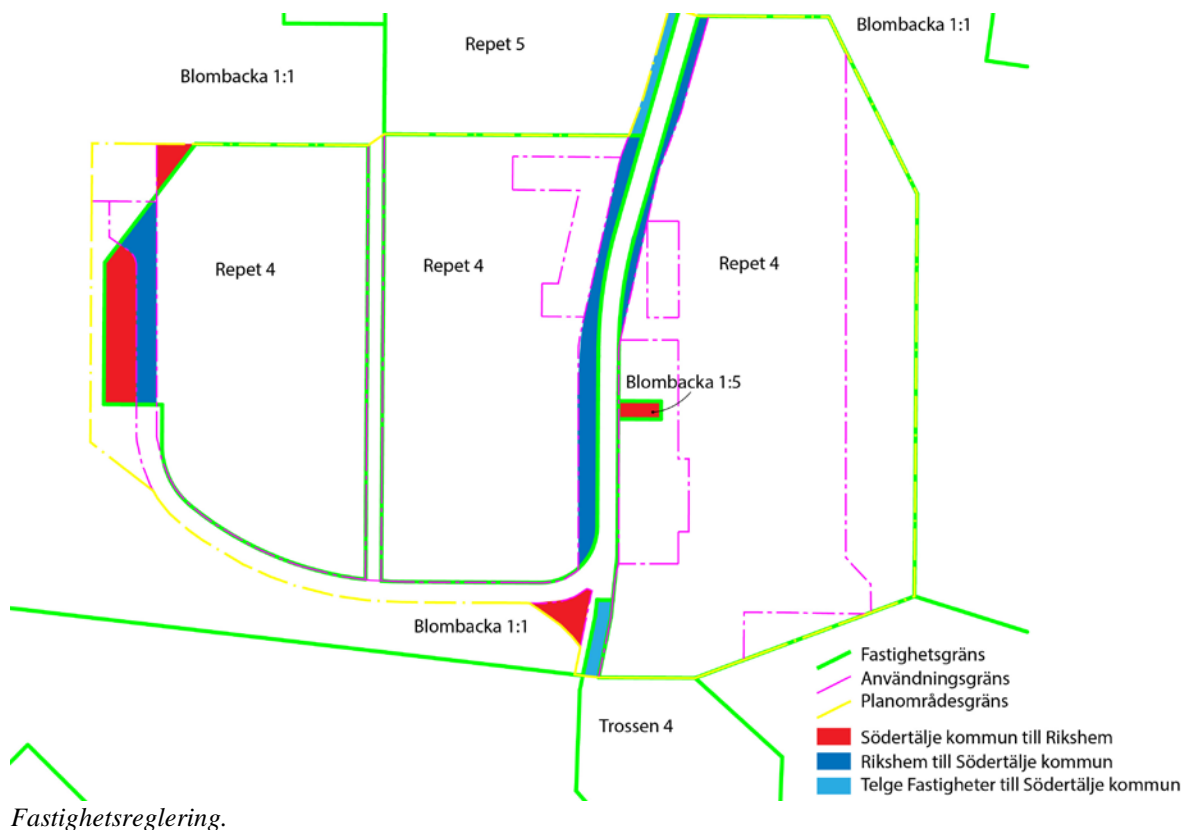 Blombacka 1:1
Repet 5
Blombacka 1:1
Repet 4
Repet 4
Repet 4
Blombacka 1:5
Blombacka 1:1
Trossen 4
Fastighetsgräns
Användningsgräns
Planområdesgräns
Södertälje kommun till Rikshem
Rikshem till Södertälje kommun
Telge Fastigheter till Södertälje kommun
Fastighetsreglering.